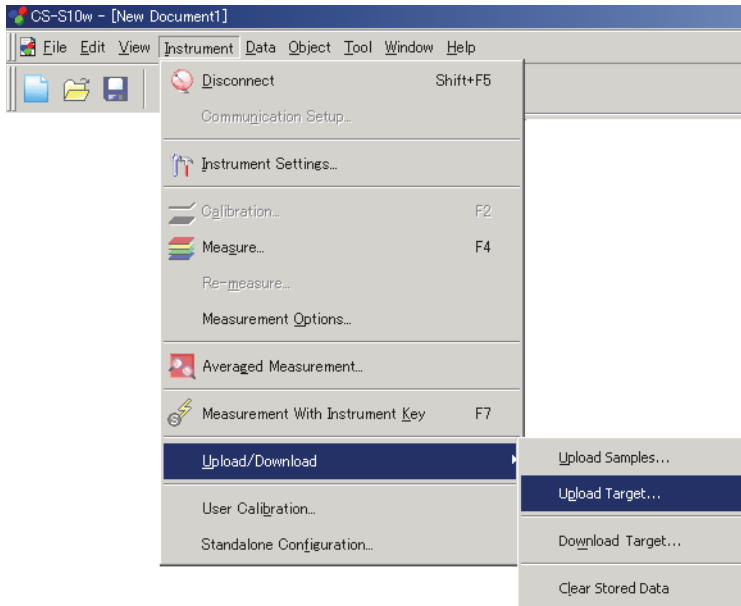 CS-S10w - [New Document1]
File Edit View Instrument Data Object Tool Window Help
Disconnect Shift+F5
Communication Setup...
Instrument Settings...
Calibration... F2
Measure... F4
Re-measure...
Measurement Options...
Averaged Measurement...
Measurement With Instrument Key F7
Upload/Download
User Calibration...
Standalone Configuration...
Upload Samples...
Upload Target...
Download Target...
Clear Stored Data